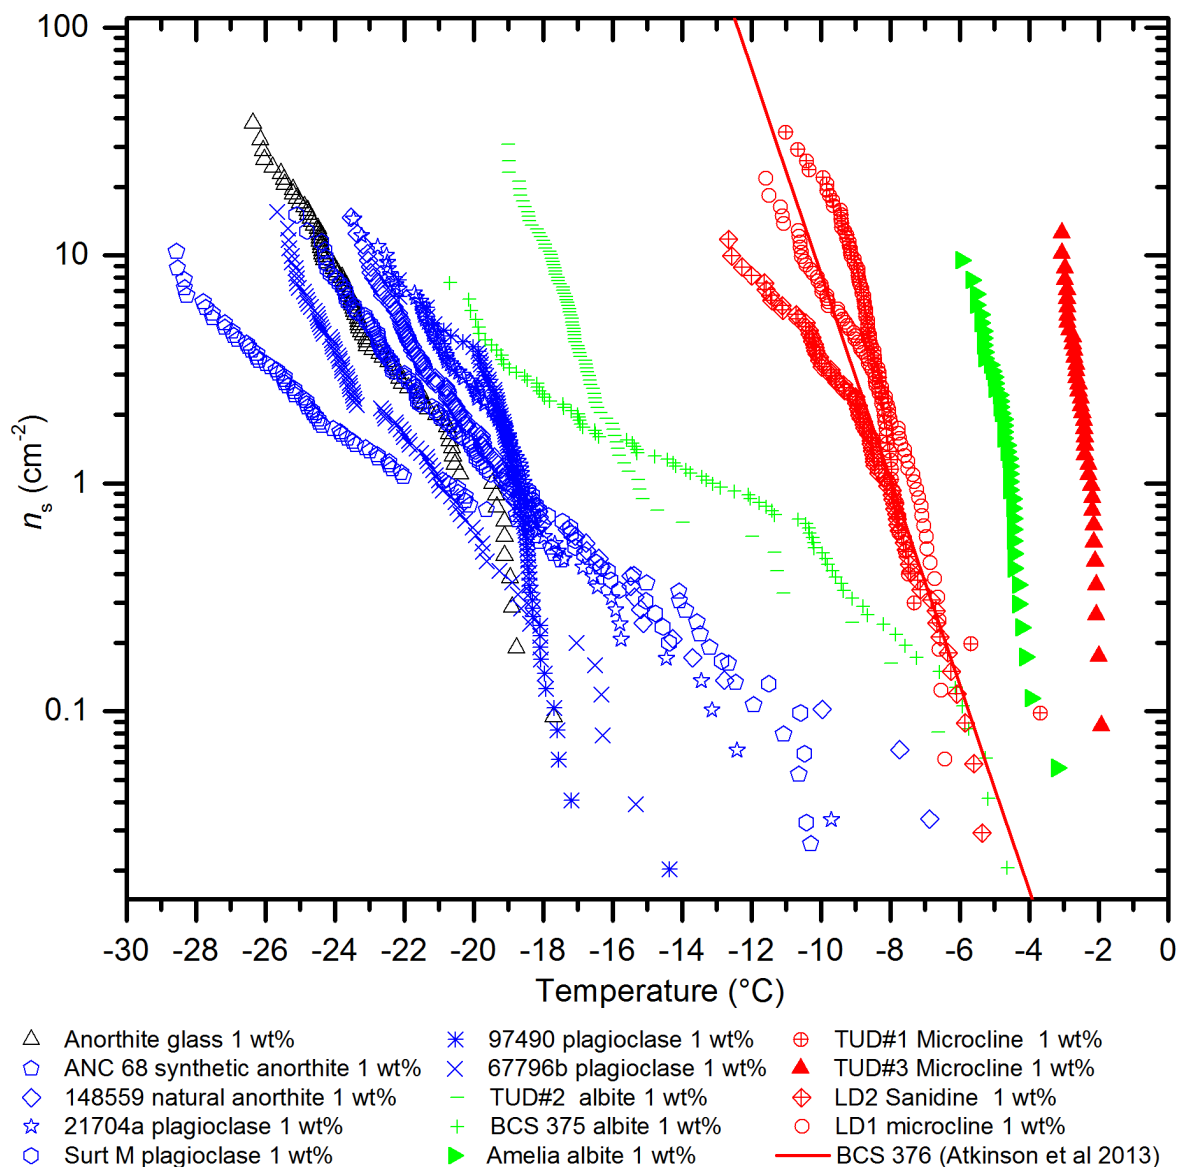 100
10
1
0.1
n_s (cm⁻²)
-30 -28 -26 -24 -22 -20 -18 -16 -14 -12 -10 -8 -6 -4 -2 0
Temperature (°C)
Anorthite glass 1 wt%
ANC 68 synthetic anorthite 1 wt%
148559 natural anorthite 1 wt%
21704a plagioclase 1 wt%
Surt M plagioclase 1 wt%
97490 plagioclase 1 wt%
67796b plagioclase 1 wt%
TUD#2 albite 1 wt%
BCS 375 albite 1 wt%
Amelia albite 1 wt%
TUD#1 Microcline 1 wt%
TUD#3 Microcline 1 wt%
LD2 Sanidine 1 wt%
LD1 microcline 1 wt%
BCS 376 (Atkinson et al 2013)